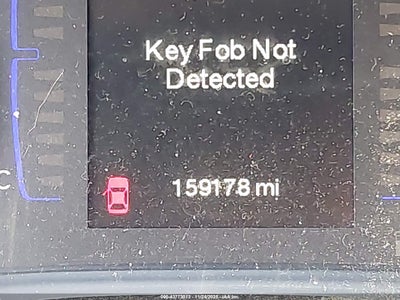 Key Fob Not
Detected
C
159178 mi